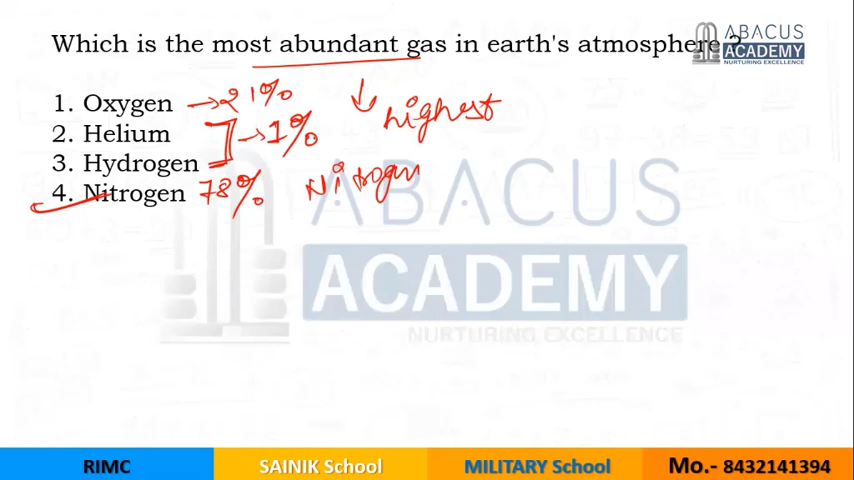 Which is the most abundant gas in earth's atmosphere ?
ABACUS
ACADEMY
NURTURING EXCELLENCE
1. Oxygen → 21%
highest
2. Helium → 1%
3. Hydrogen
4. Nitrogen 78% Nitrogen
ABACUS
ACADEMY
NURTURING EXCELLENCE
RIMC SAINIK School MILITARY School Mo.- 8432141394